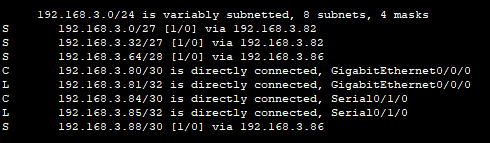 192.168.3.0/24 is variably subnetted, 8 subnets, 4 masks
S 192.168.3.0/27 [1/0] via 192.168.3.82
S 192.168.3.32/27 [1/0] via 192.168.3.82
S 192.168.3.64/28 [1/0] via 192.168.3.86
C 192.168.3.80/30 is directly connected, GigabitEthernet0/0/0
L 192.168.3.81/32 is directly connected, GigabitEthernet0/0/0
C 192.168.3.84/30 is directly connected, Serial0/1/0
L 192.168.3.85/32 is directly connected, Serial0/1/0
S 192.168.3.88/30 [1/0] via 192.168.3.86